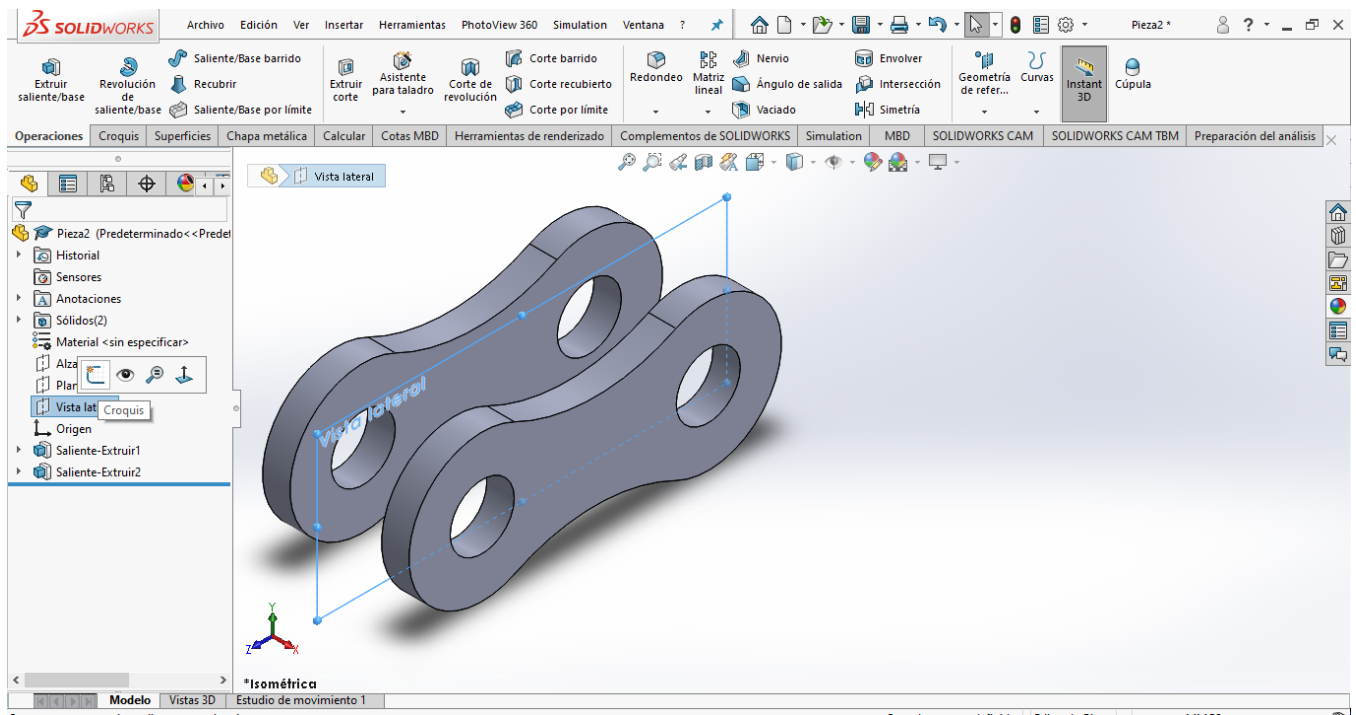 SOLIDWORKS Archivo Edición Ver Insertar Herramientas PhotoView 360 Simulation Ventana ? Pieza2 * ?
Extruir saliente/base
Revolución de saliente/base
Saliente/Base barrido
Recubrir
Saliente/Base por límite
Extruir corte
Asistente para taladro
Corte de revolución
Corte barrido
Corte recubierto
Corte por límite
Redondeo
Matriz lineal
Nervio
Ángulo de salida
Vaciado
Envolver
Intersección
Simetría
Geometría de refer...
Curvas
Instant 3D
Cúpula
Operaciones Croquis Superficies Chapa metálica Calcular Cotas MBD Herramientas de renderizado Complementos de SOLIDWORKS Simulation MBD SOLIDWORKS CAM SOLIDWORKS CAM TBM Preparación del análisis
Vista lateral
Pieza2 (Predeterminado<<Predet
Historial
Sensores
Anotaciones
Sólidos(2)
Material <sin especificar>
Alza
Plan
Vista lat
Croquis
Origen
Saliente-Extruir1
Saliente-Extruir2
Vista lateral
Y
Z
X
*Isométrica
Modelo Vistas 3D Estudio de movimiento 1